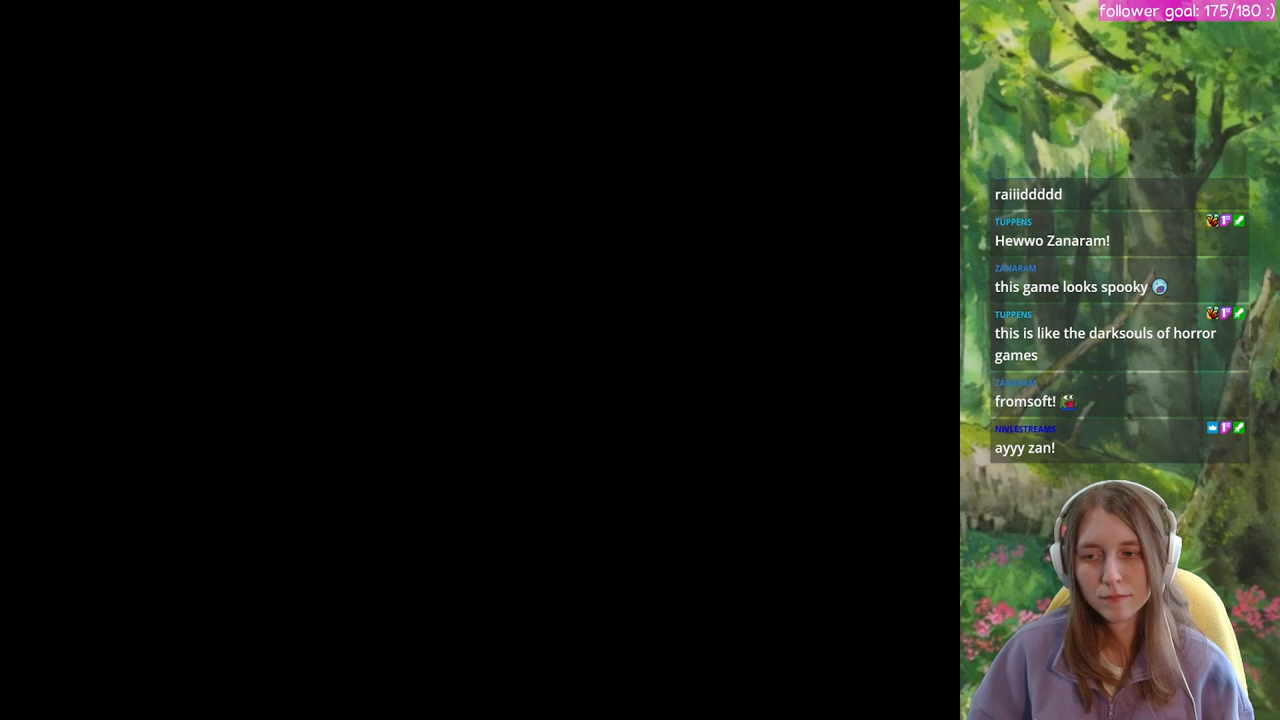 follower goal: 175/180 :)
raiiiddddd
TUPPENS
Hewwo Zanaram!
ZANARAM
this game looks spooky
TUPPENS
this is like the darksouls of horror
games
ZANARAM
fromsoft!
NIVLESTREAMS
ayyy zan!